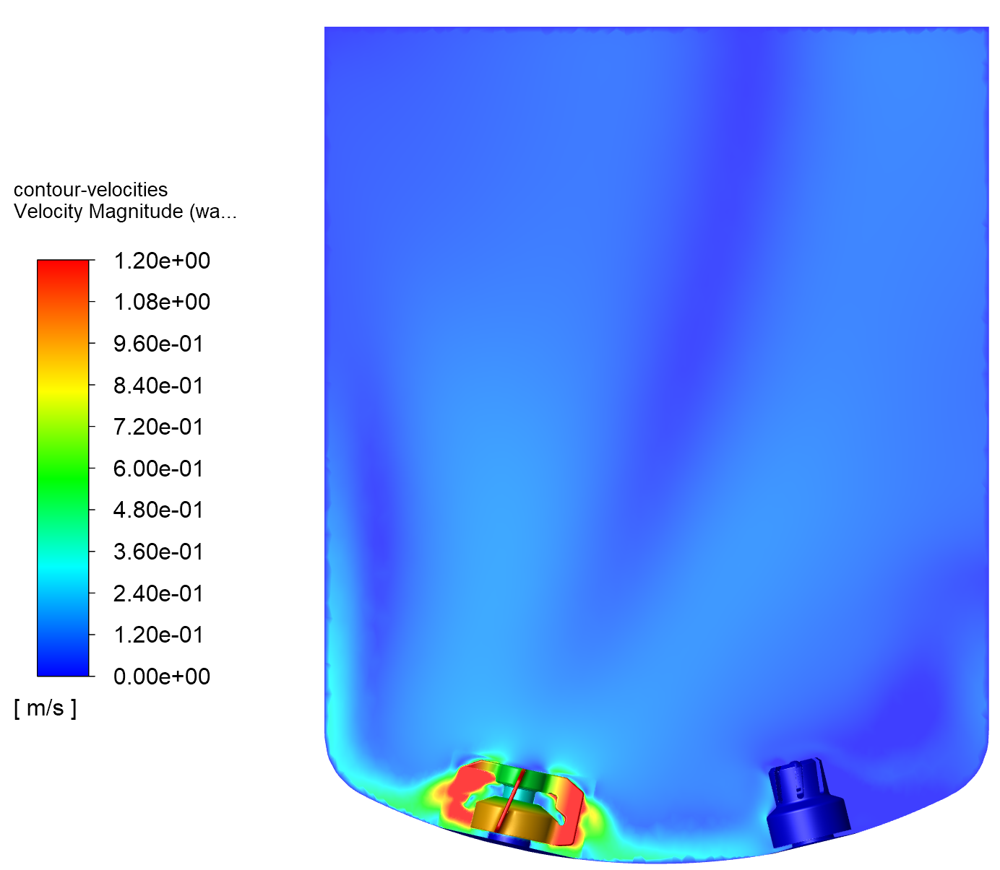 contour-velocities
Velocity Magnitude (wa...
1.20e+00
1.08e+00
9.60e-01
8.40e-01
7.20e-01
6.00e-01
4.80e-01
3.60e-01
2.40e-01
1.20e-01
0.00e+00
[ m/s ]